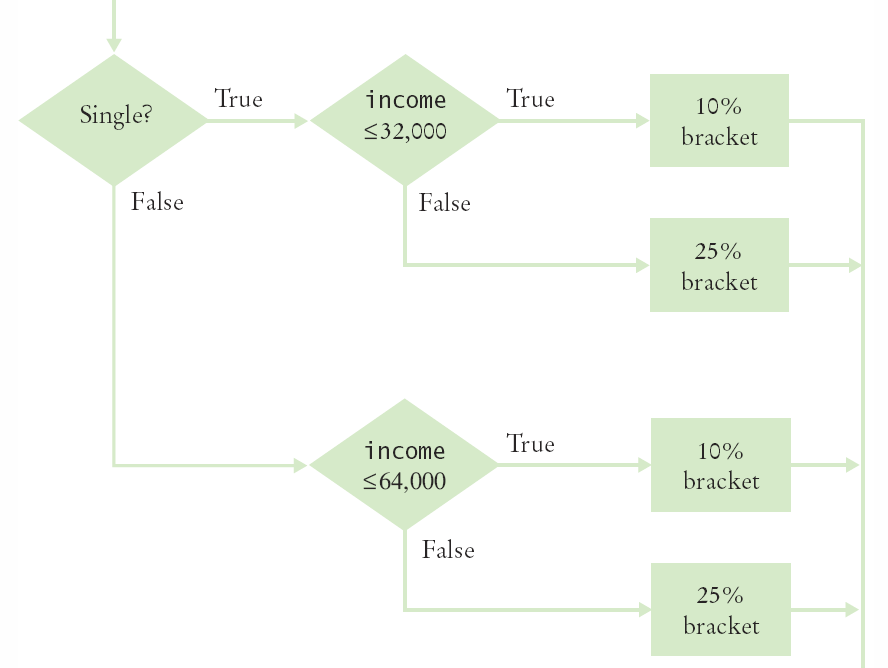 Single?
True
income
≤32,000
True
10%
bracket
False
False
25%
bracket
income
≤64,000
True
10%
bracket
False
25%
bracket